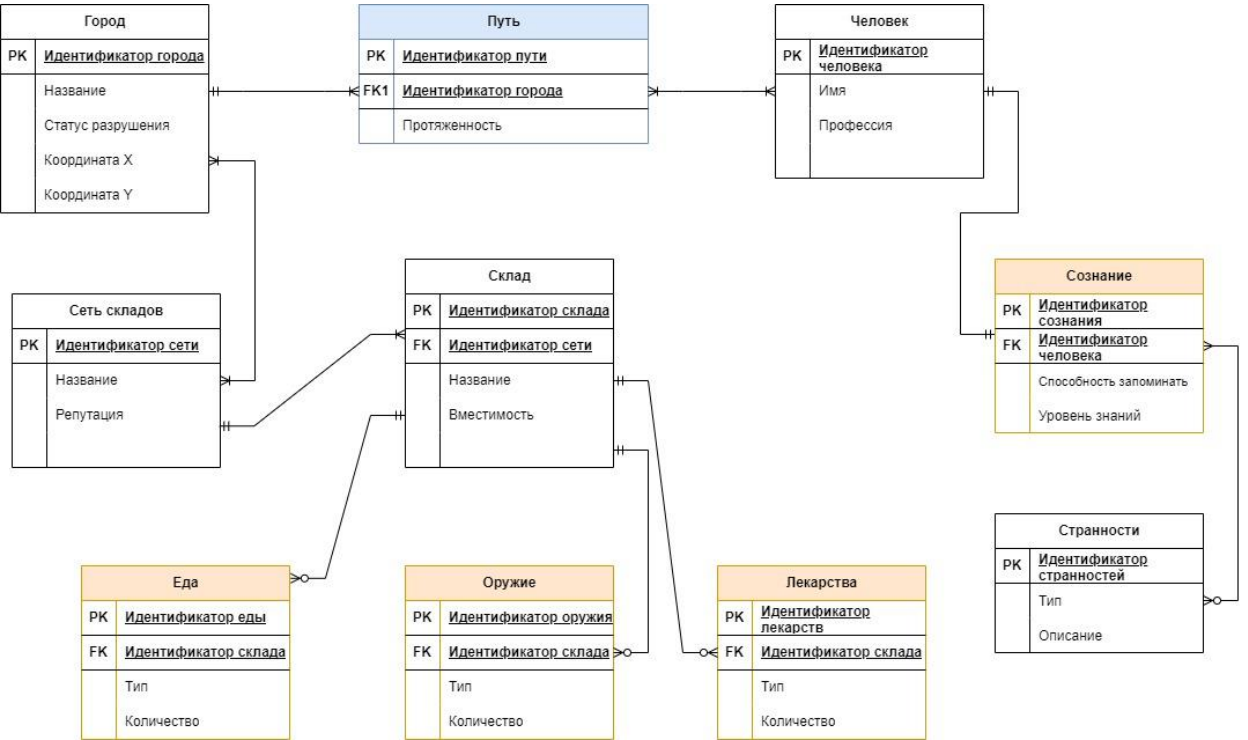 Город
PK Идентификатор города
Название
Статус разрушения
Координата X
Координата Y
Путь
PK Идентификатор пути
FK1 Идентификатор города
Протяженность
Человек
PK Идентификатор
человека
Имя
Профессия
Сеть складов
PK Идентификатор сети
Название
Репутация
Склад
PK Идентификатор склада
FK Идентификатор сети
Название
Вместимость
Сознание
PK Идентификатор
сознания
FK Идентификатор
человека
Способность запоминать
Уровень знаний
Еда
PK Идентификатор еды
FK Идентификатор склада
Тип
Количество
Оружие
PK Идентификатор оружия
FK Идентификатор склада
Тип
Количество
Лекарства
PK Идентификатор
лекарств
FK Идентификатор склада
Тип
Количество
Странности
PK Идентификатор
странностей
Тип
Описание